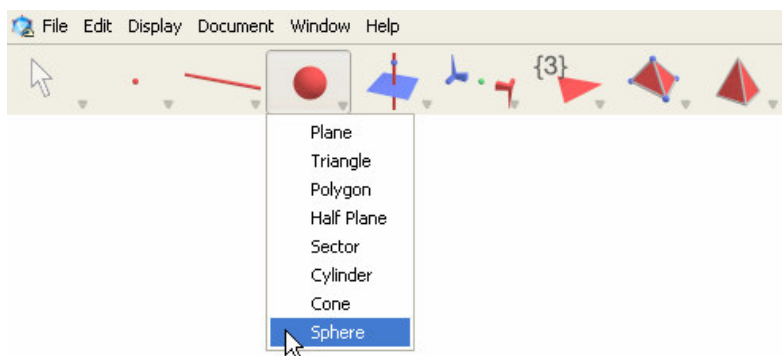 File Edit Display Document Window Help
{3}
Plane
Triangle
Polygon
Half Plane
Sector
Cylinder
Cone
Sphere